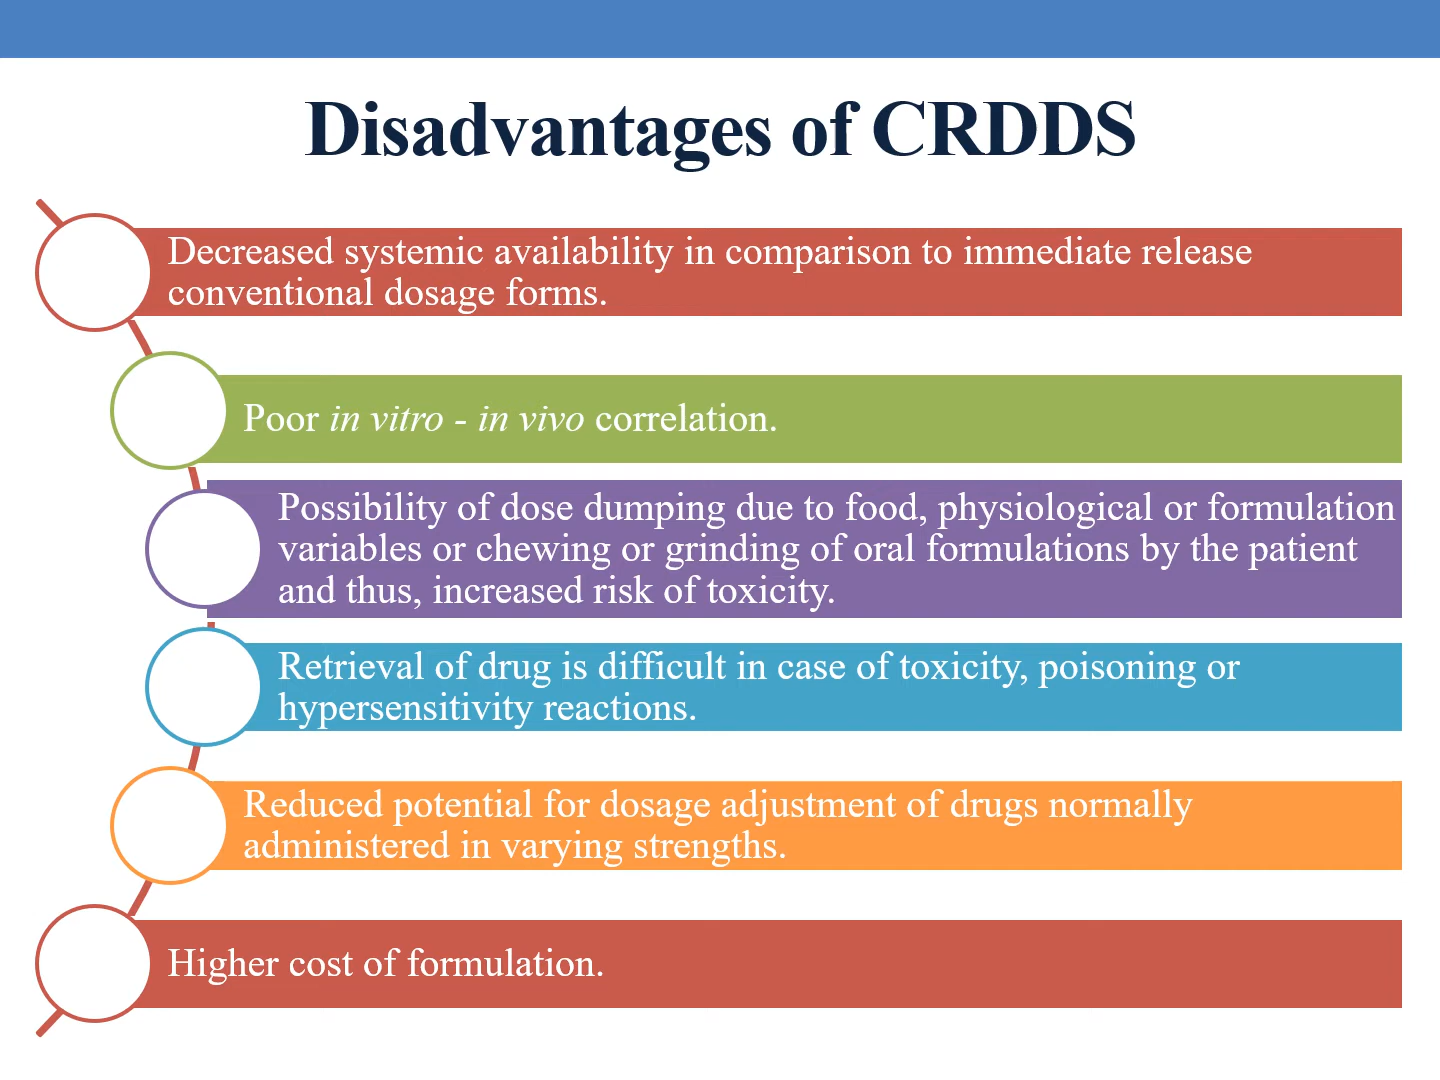 Disadvantages of CRDDS
Decreased systemic availability in comparison to immediate release
conventional dosage forms.
Poor in vitro - in vivo correlation.
Possibility of dose dumping due to food, physiological or formulation
variables or chewing or grinding of oral formulations by the patient
and thus, increased risk of toxicity.
Retrieval of drug is difficult in case of toxicity, poisoning or
hypersensitivity reactions.
Reduced potential for dosage adjustment of drugs normally
administered in varying strengths.
Higher cost of formulation.